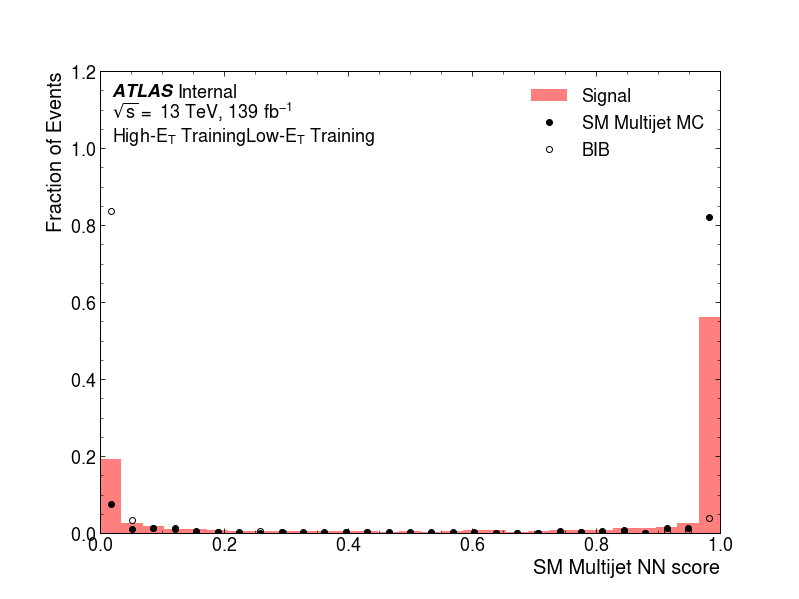 ATLAS Internal
√s = 13 TeV, 139 fb⁻¹
High-E_T TrainingLow-E_T Training
Signal
SM Multijet MC
BIB
Fraction of Events
1.2
1.0
0.8
0.6
0.4
0.2
0.0
0.0 0.2 0.4 0.6 0.8 1.0
SM Multijet NN score